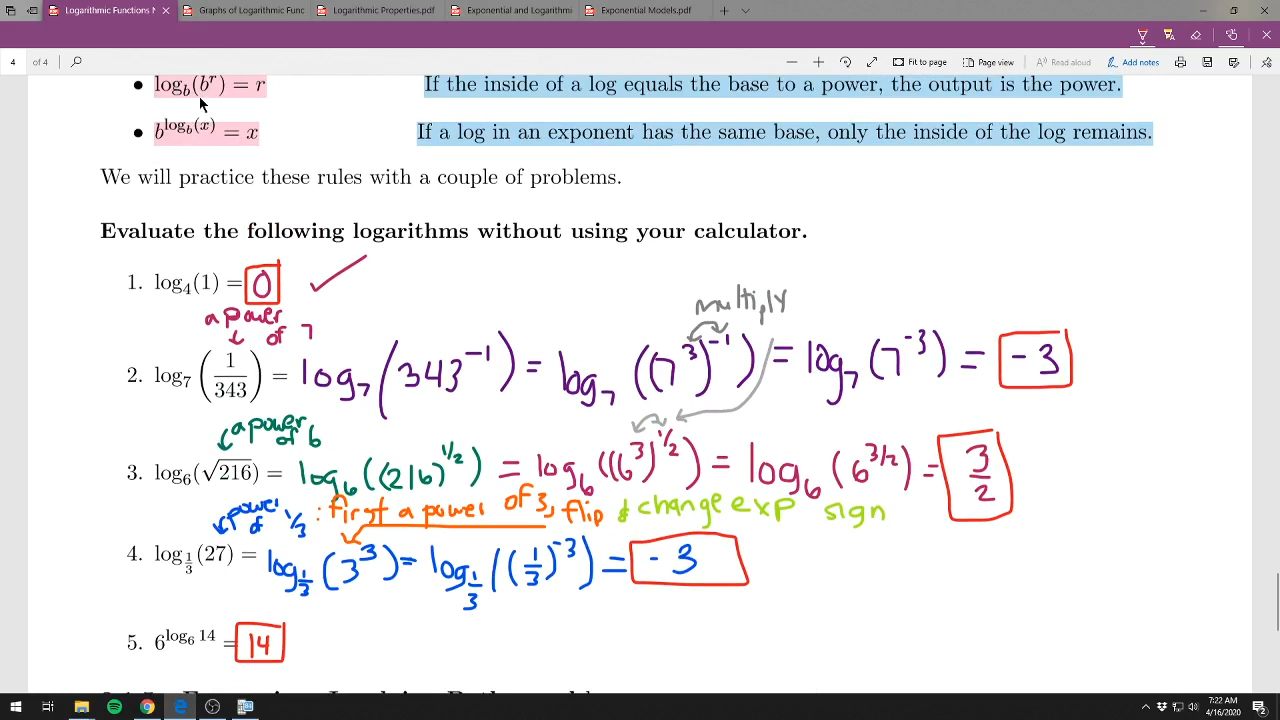 Logarithmic Functions N
Graphs of Logarithmic Func
Logarithmic Properties.pdf
Exponential and Logarithmi
Exponential Models.pdf
4 of 4
Fit to page
Page view
Read aloud
Add notes
• log_b(b^r) = r If the inside of a log equals the base to a power, the output is the power.
• b^{log_b(x)} = x If a log in an exponent has the same base, only the inside of the log remains.
We will practice these rules with a couple of problems.
Evaluate the following logarithms without using your calculator.
1. log_4(1) = 0 ✓
a power of 7
multiply
2. log_7(1/343) = log_7(343^{-1}) = log_7((7^3)^{-1}) = log_7(7^{-3}) = -3
a power of 6
3. log_6(√216) = log_6((216)^{1/2}) = log_6((6^3)^{1/2}) = log_6(6^{3/2}) = 3/2
power of 1/3 : first a power of 3, flip & change exp sign
4. log_{1/3}(27) = log_{1/3}(3^3) = log_{1/3}((1/3)^{-3}) = -3
5. 6^{log_6 14} = 14
7:22 AM
4/16/2020
2